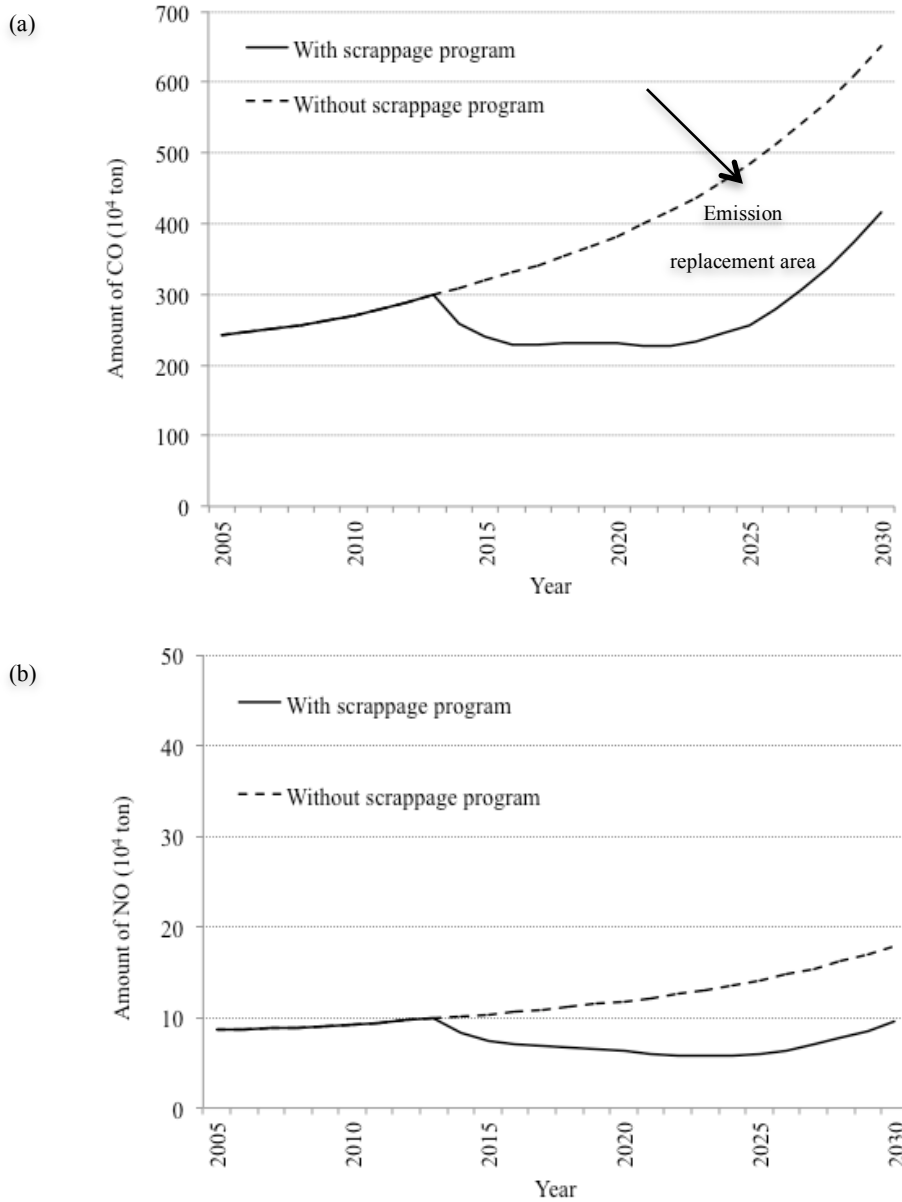 (a)
700
600
500
400
300
200
100
0
Amount of CO (10⁴ ton)
With scrappage program
Without scrappage program
Emission
replacement area
2005
2010
2015
2020
2025
2030
Year
(b)
50
40
30
20
10
0
Amount of NO (10⁴ ton)
With scrappage program
Without scrappage program
2005
2010
2015
2020
2025
2030
Year